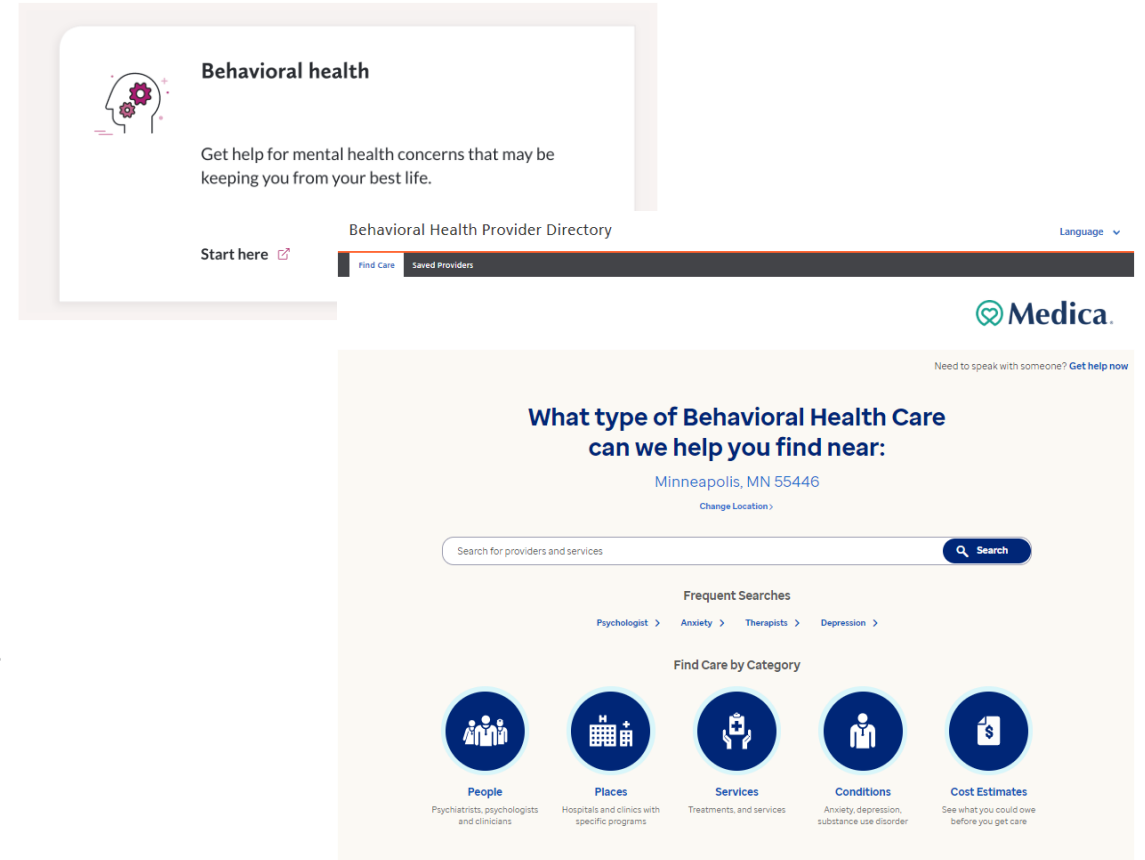 Behavioral health
Get help for mental health concerns that may be
keeping you from your best life.
Start here
Behavioral Health Provider Directory
Language
Find Care
Saved Providers
Medica.
Need to speak with someone? Get help now
What type of Behavioral Health Care
can we help you find near:
Minneapolis, MN 55446
Change Location >
Search for providers and services
Search
Frequent Searches
Psychologist >
Anxiety >
Therapists >
Depression >
Find Care by Category
H
$
People
Psychiatrists, psychologists
and clinicians
Places
Hospitals and clinics with
specific programs
Services
Treatments, and services
Conditions
Anxiety, depression,
substance use disorder
Cost Estimates
See what you could owe
before you get care